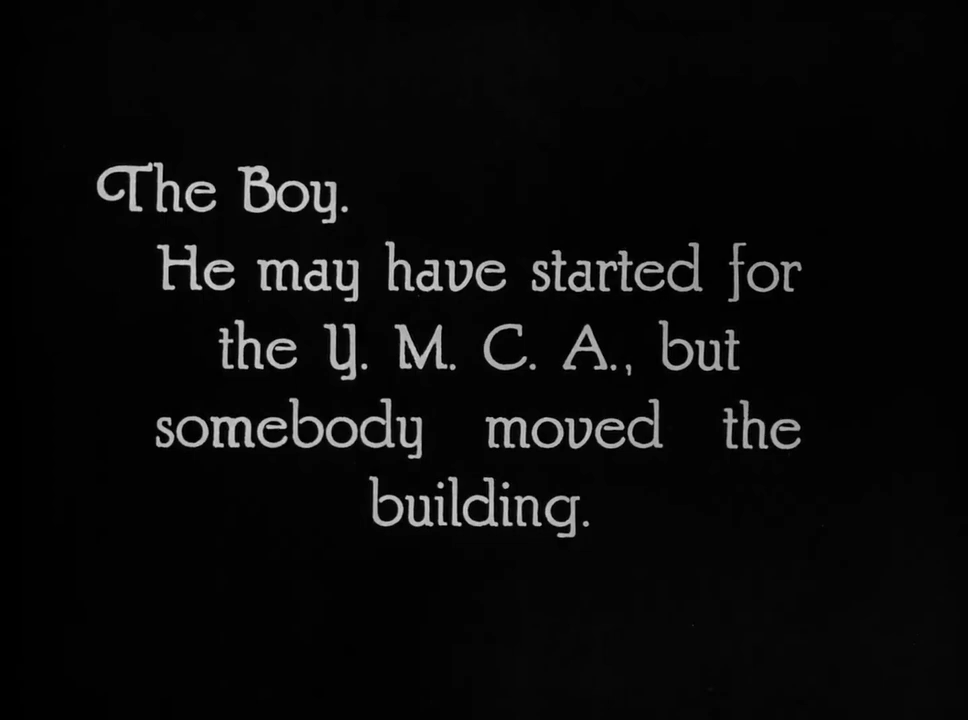 The Boy.
He may have started for
the Y. M. C. A., but
somebody moved the
building.